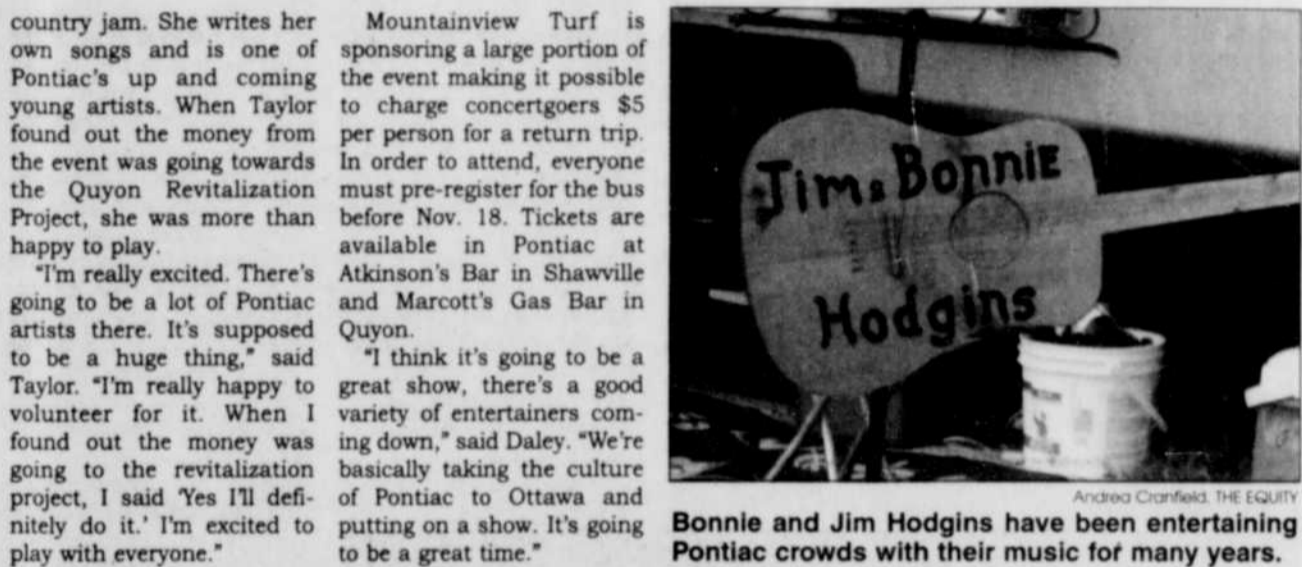 country jam. She writes her
own songs and is one of
Pontiac's up and coming
young artists. When Taylor
found out the money from
the event was going towards
the Quyon Revitalization
Project, she was more than
happy to play.
"I'm really excited. There's
going to be a lot of Pontiac
artists there. It's supposed
to be a huge thing," said
Taylor. "I'm really happy to
volunteer for it. When I
found out the money was
going to the revitalization
project, I said 'Yes I'll defi-
nitely do it.' I'm excited to
play with everyone."
Mountainview Turf is
sponsoring a large portion of
the event making it possible
to charge concertgoers $5
per person for a return trip.
In order to attend, everyone
must pre-register for the bus
before Nov. 18. Tickets are
available in Pontiac at
Atkinson's Bar in Shawville
and Marcott's Gas Bar in
Quyon.
"I think it's going to be a
great show, there's a good
variety of entertainers com-
ing down," said Daley. "We're
basically taking the culture
of Pontiac to Ottawa and
putting on a show. It's going
to be a great time."
Jim & Bonnie
Hodgins
Andrea Cranfield, THE EQUITY
Bonnie and Jim Hodgins have been entertaining
Pontiac crowds with their music for many years.